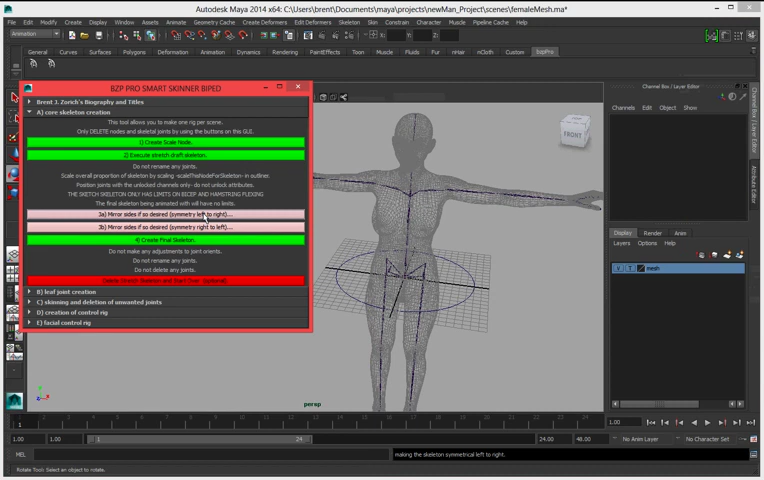 Autodesk Maya 2014 x64: C:\Users\brent\Documents\maya\projects\newMan_Project\scenes\femaleMesh.ma*
File Edit Modify Create Display Window Assets Animate Geometry Cache Create Deformers Edit Deformers Skeleton Skin Constrain Character Muscle Pipeline Cache Help
Animation X: Y: Z:
General Curves Surfaces Polygons Deformation Animation Dynamics Rendering PaintEffects Toon Muscle Fluids Fur nHair nCloth Custom bzpPro
BZP PRO SMART SKINNER BIPED
Brent J. Zorich's Biography and Titles
A) core skeleton creation
This tool allows you to make one rig per scene.
Only DELETE nodes and skeletal joints by using the buttons on this GUI.
1) Create Scale Node.
2) Execute stretch draft skeleton.
Do not rename any joints.
Scale overall proportion of skeleton by scaling -scaleThisNodeForSkeleton- in outliner.
Position joints with the unlocked channels only- do not unlock attributes.
THE SKETCH SKELETON ONLY HAS LIMITS ON BICEP AND HAMSTRING FLEXING
The final skeleton being animated with will have no limits.
3a) Mirror sides if so desired (symmetry left to right)...
3b) Mirror sides if so desired (symmetry right to left)...
4) Create Final Skeleton.
Do not make any adjustments to joint orients.
Do not rename any joints.
Do not delete any joints.
B) leaf joint creation
C) skinning and deletion of unwanted joints
D) creation of control rig
E) facial control rig
FRONT
persp
Channel Box / Layer Editor
Channels Edit Object Show
Channel Box / Layer Editor
Attribute Editor
Display Render Anim
Layers Options Help
V T mesh
1
1.00
1.00 1.00 1 24 24.00 48.00 No Anim Layer No Character Set
MEL making the skeleton symmetrical left to right.
Rotate Tool: Select an object to rotate.